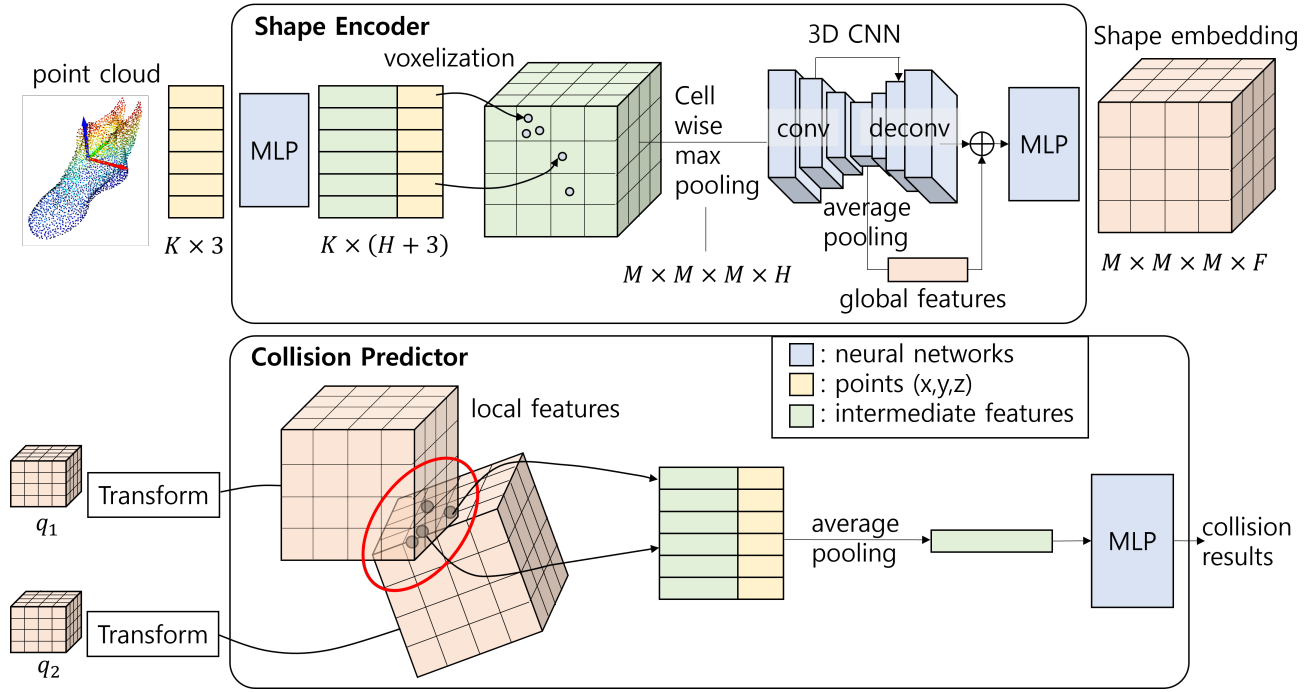 Shape Encoder
point cloud
K × 3
MLP
K × (H + 3)
voxelization
Cell
wise
max
pooling
M × M × M × H
3D CNN
conv
deconv
average
pooling
global features
MLP
Shape embedding
M × M × M × F
Collision Predictor
: neural networks
: points (x,y,z)
: intermediate features
local features
q₁
Transform
q₂
Transform
average
pooling
MLP
collision
results